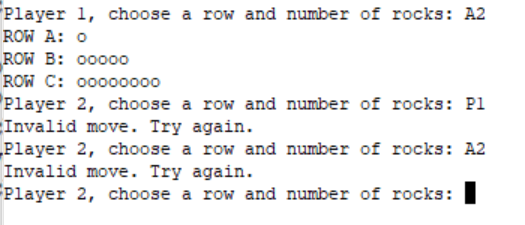 Player 1, choose a row and number of rocks: A2
ROW A: o
ROW B: ooooo
ROW C: oooooooo
Player 2, choose a row and number of rocks: P1
Invalid move. Try again.
Player 2, choose a row and number of rocks: A2
Invalid move. Try again.
Player 2, choose a row and number of rocks: